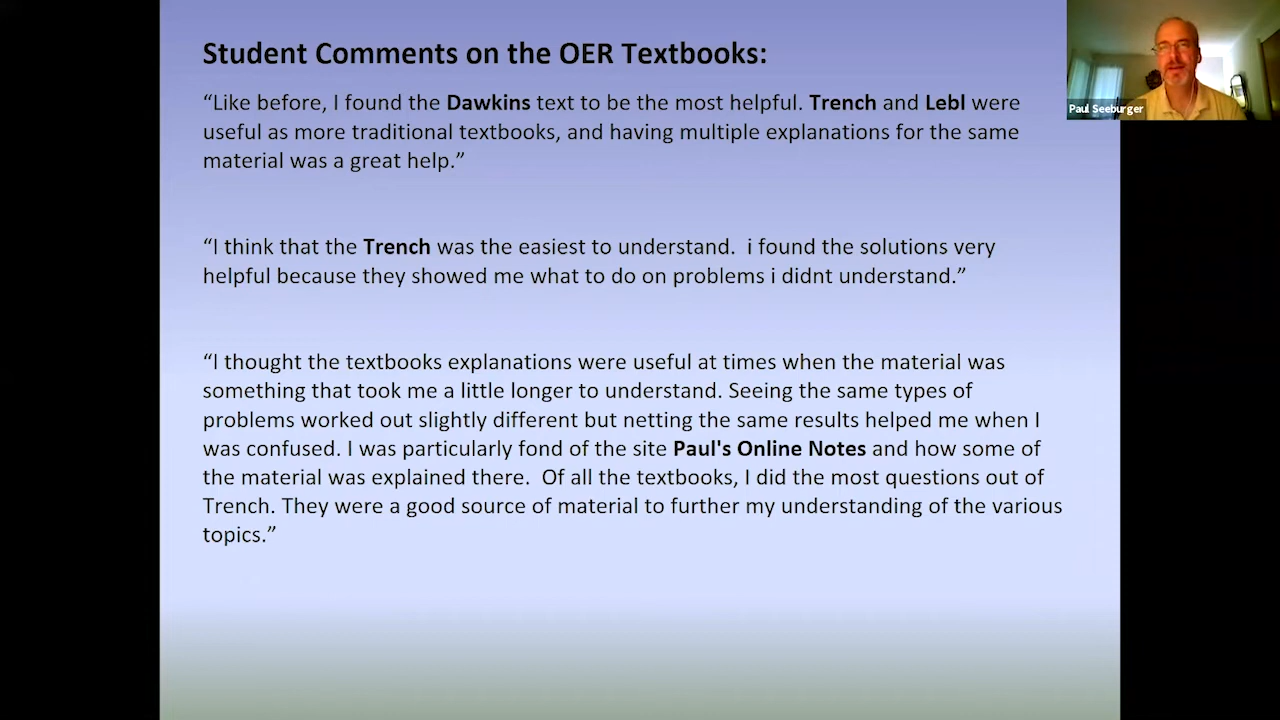 Student Comments on the OER Textbooks:
“Like before, I found the Dawkins text to be the most helpful. Trench and Lebl were
useful as more traditional textbooks, and having multiple explanations for the same
material was a great help.”
“I think that the Trench was the easiest to understand.  i found the solutions very
helpful because they showed me what to do on problems i didnt understand.”
“I thought the textbooks explanations were useful at times when the material was
something that took me a little longer to understand. Seeing the same types of
problems worked out slightly different but netting the same results helped me when I
was confused. I was particularly fond of the site Paul's Online Notes and how some of
the material was explained there.  Of all the textbooks, I did the most questions out of
Trench. They were a good source of material to further my understanding of the various
topics.”
Paul Seeburger